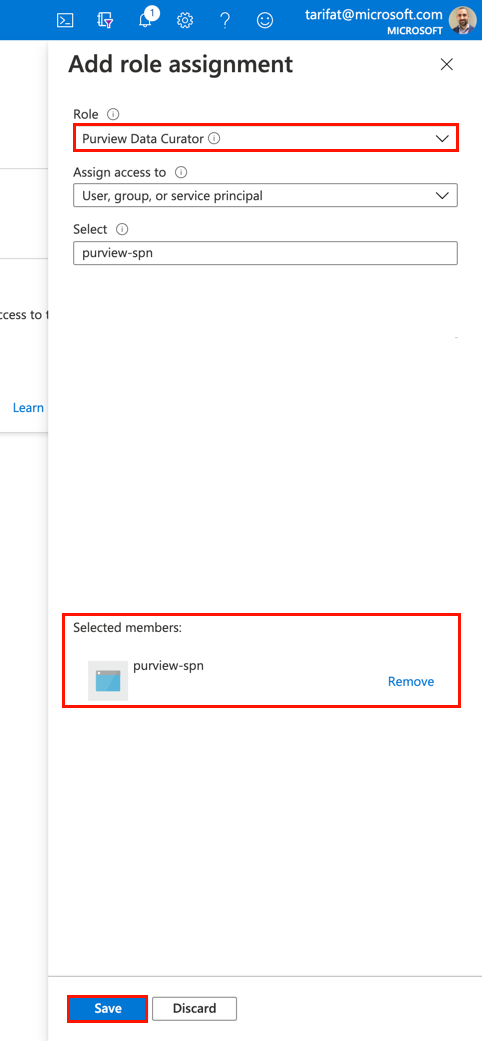 1
tarifat@microsoft.com
MICROSOFT
Add role assignment
Role
Purview Data Curator
Assign access to
User, group, or service principal
Select
purview-spn
ccess to t
Learn
Selected members:
purview-spn
Remove
Save
Discard